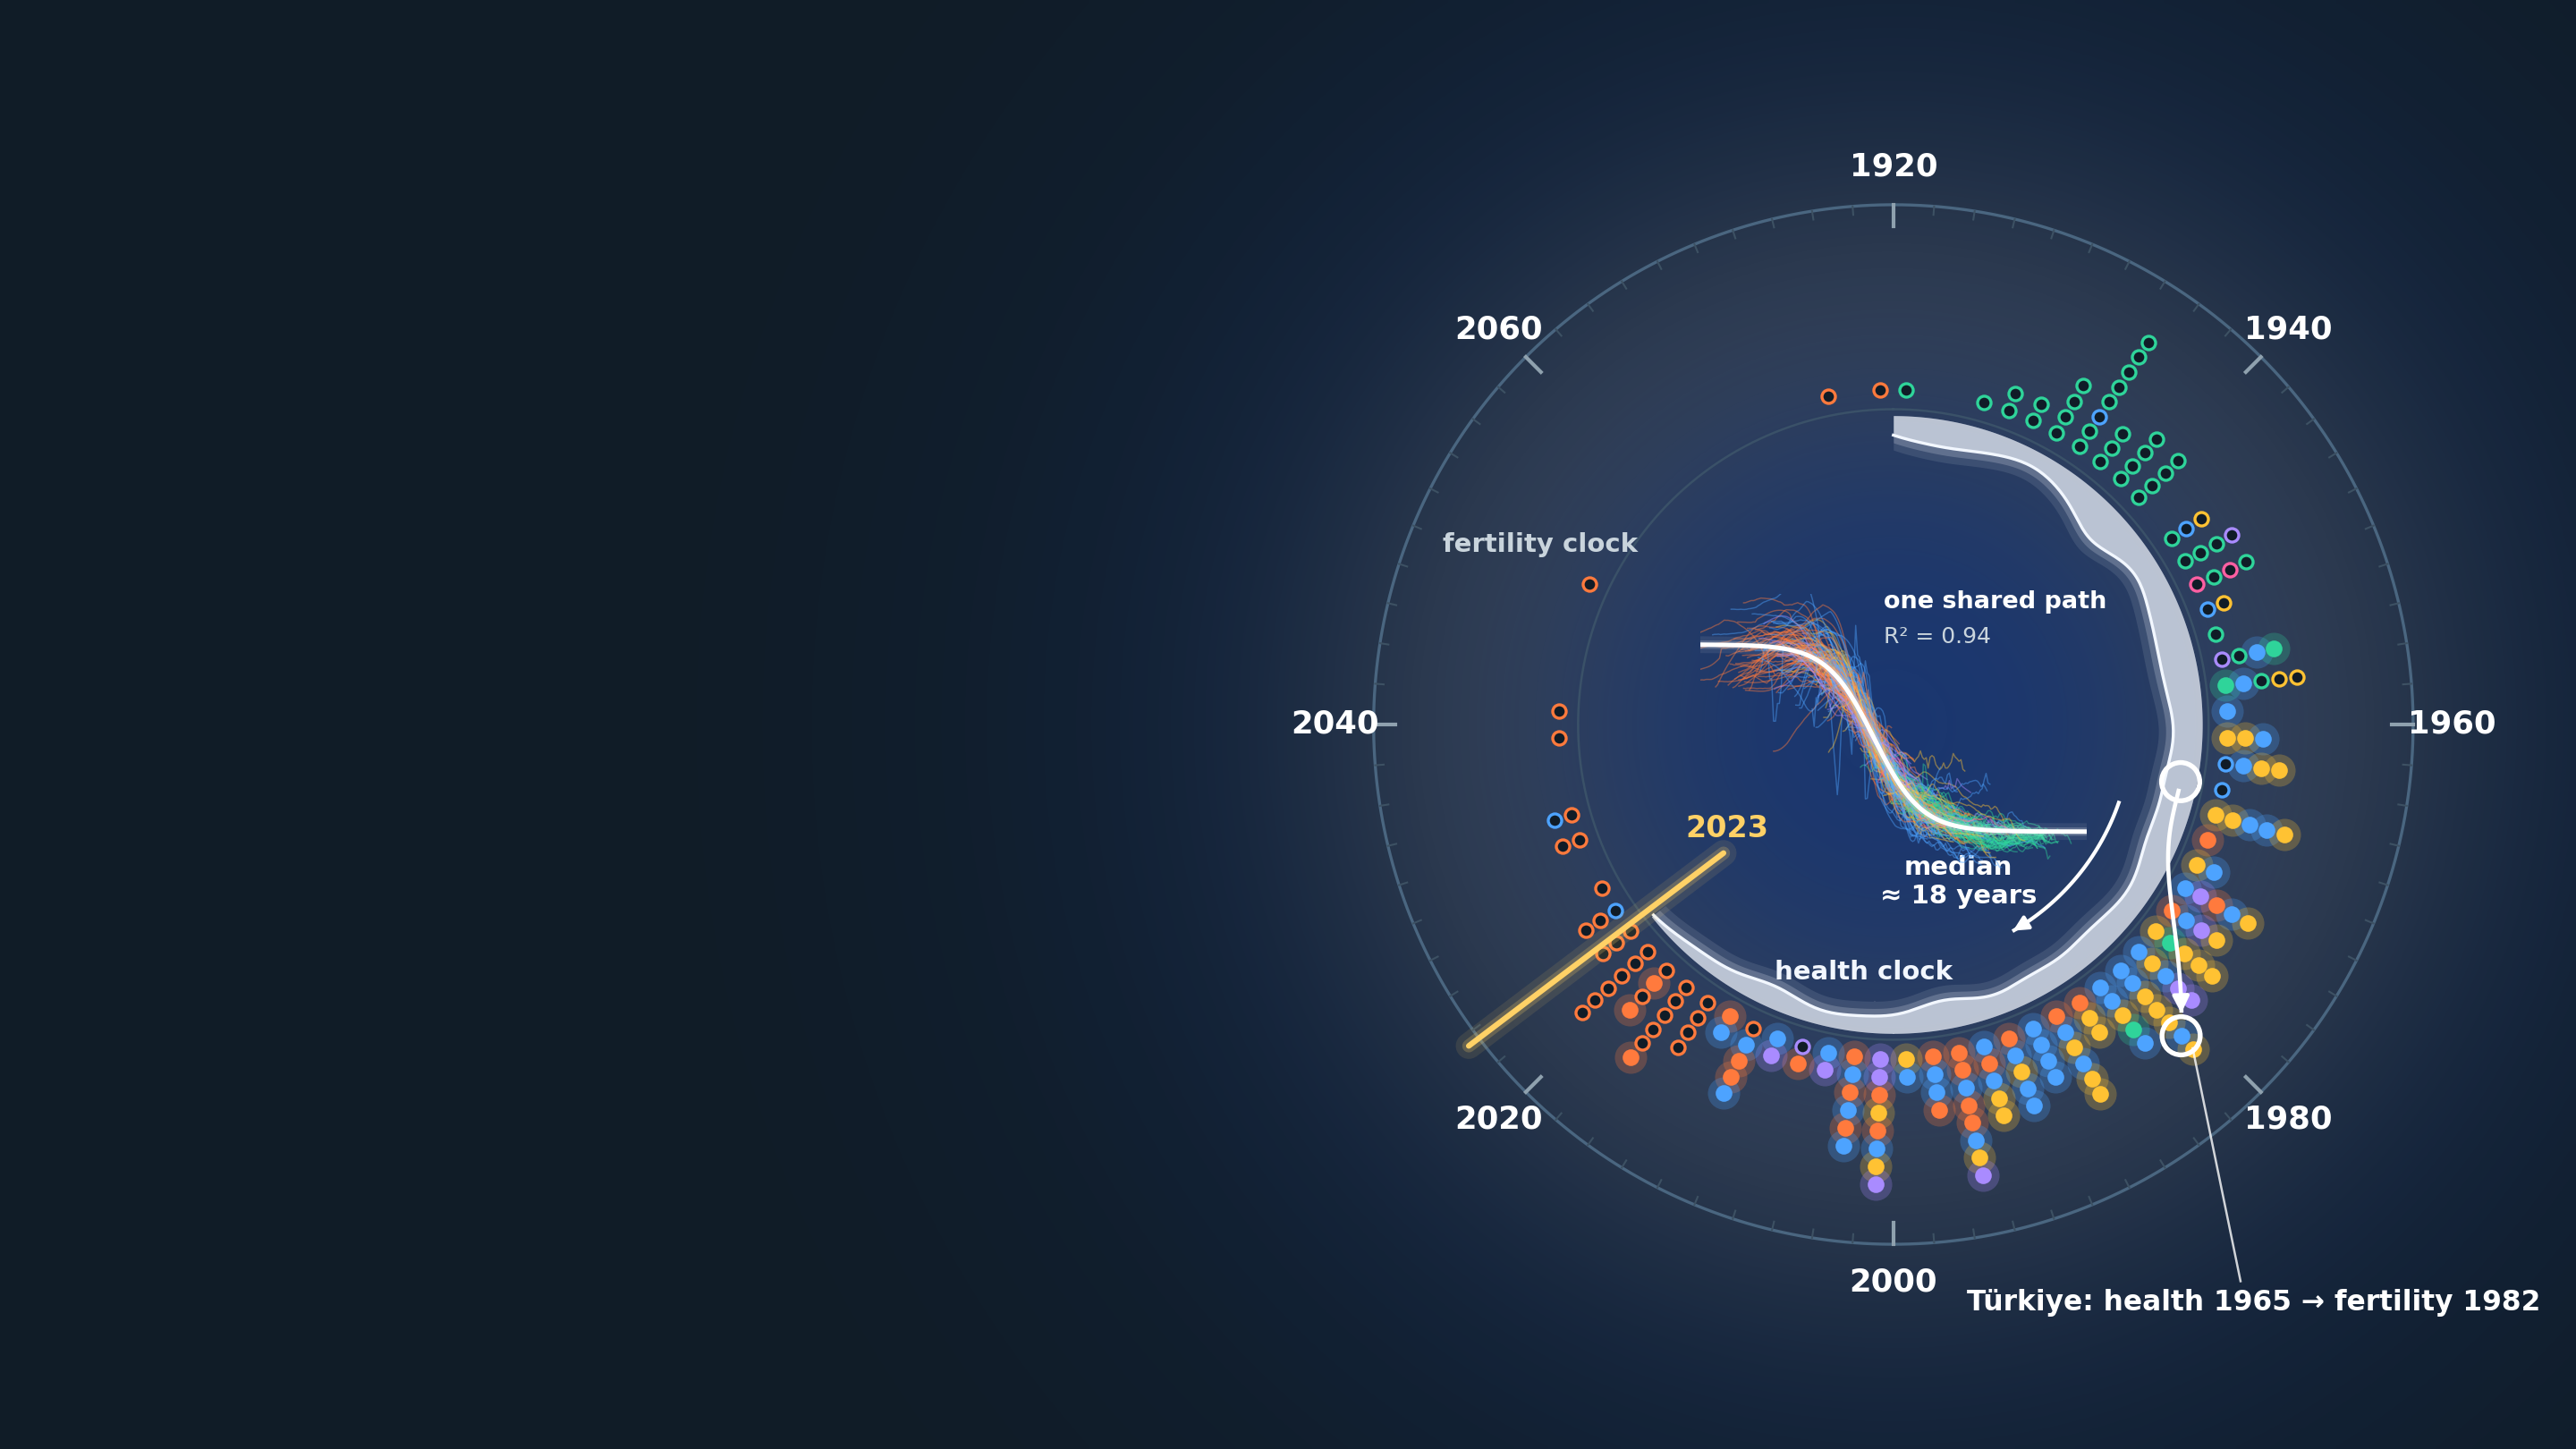 1920
2060
1940
fertility clock
one shared path
R² = 0.94
2040
1960
2023
median
≈ 18 years
health clock
2020
1980
2000
Türkiye: health 1965 → fertility 1982